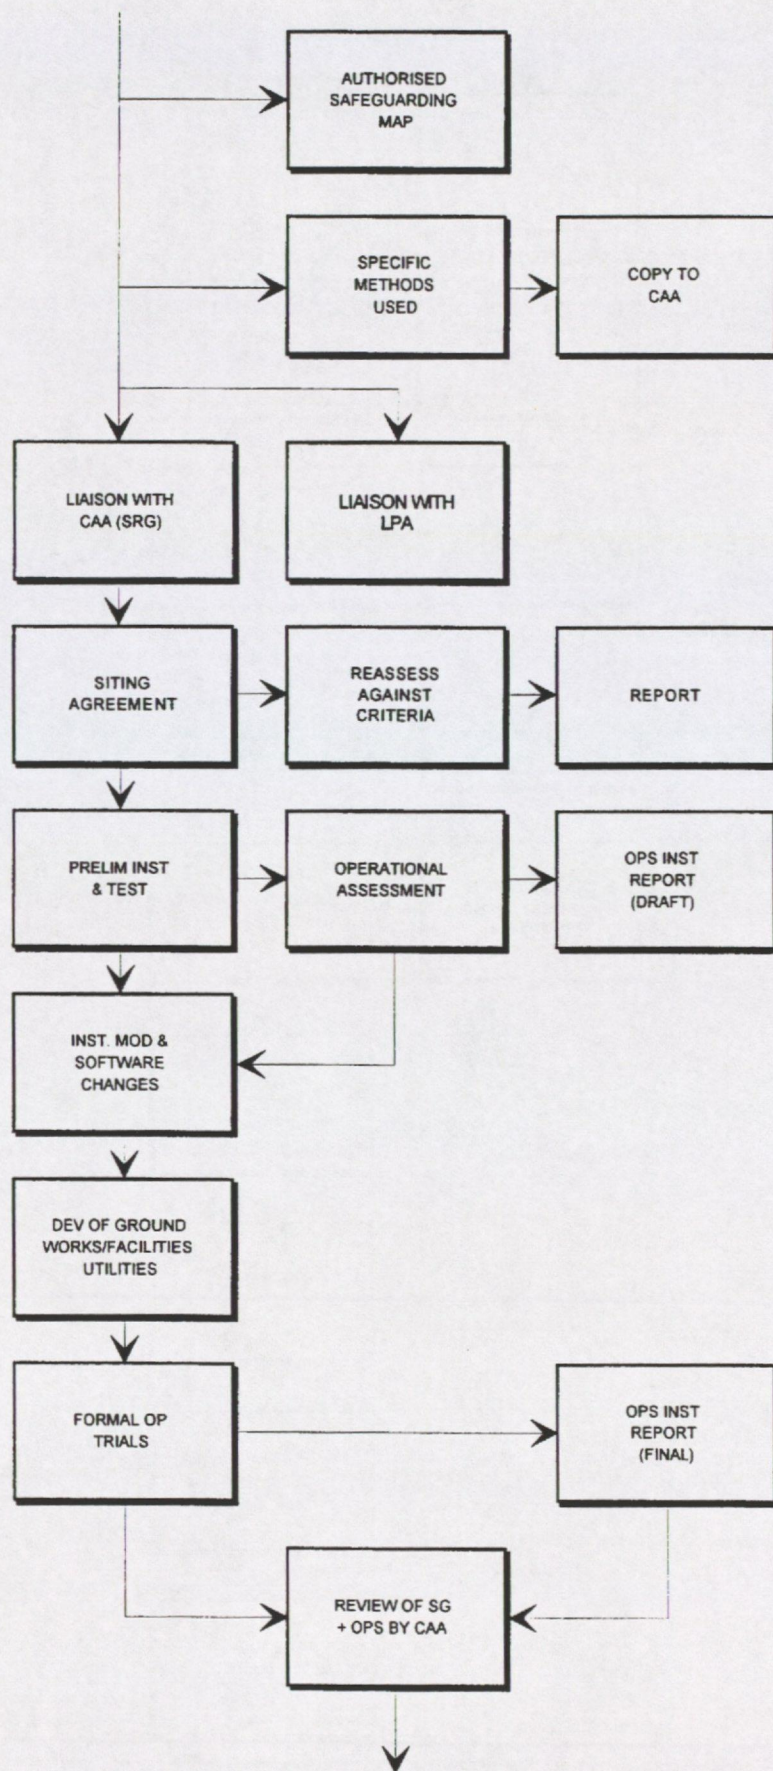 AUTHORISED
SAFEGUARDING
MAP
SPECIFIC
METHODS
USED
COPY TO
CAA
LIAISON WITH
CAA (SRG)
LIAISON WITH
LPA
SITING
AGREEMENT
REASSESS
AGAINST
CRITERIA
REPORT
PRELIM INST
& TEST
OPERATIONAL
ASSESSMENT
OPS INST
REPORT
(DRAFT)
INST. MOD &
SOFTWARE
CHANGES
DEV OF GROUND
WORKS/FACILITIES
UTILITIES
FORMAL OP
TRIALS
OPS INST
REPORT
(FINAL)
REVIEW OF SG
+ OPS BY CAA